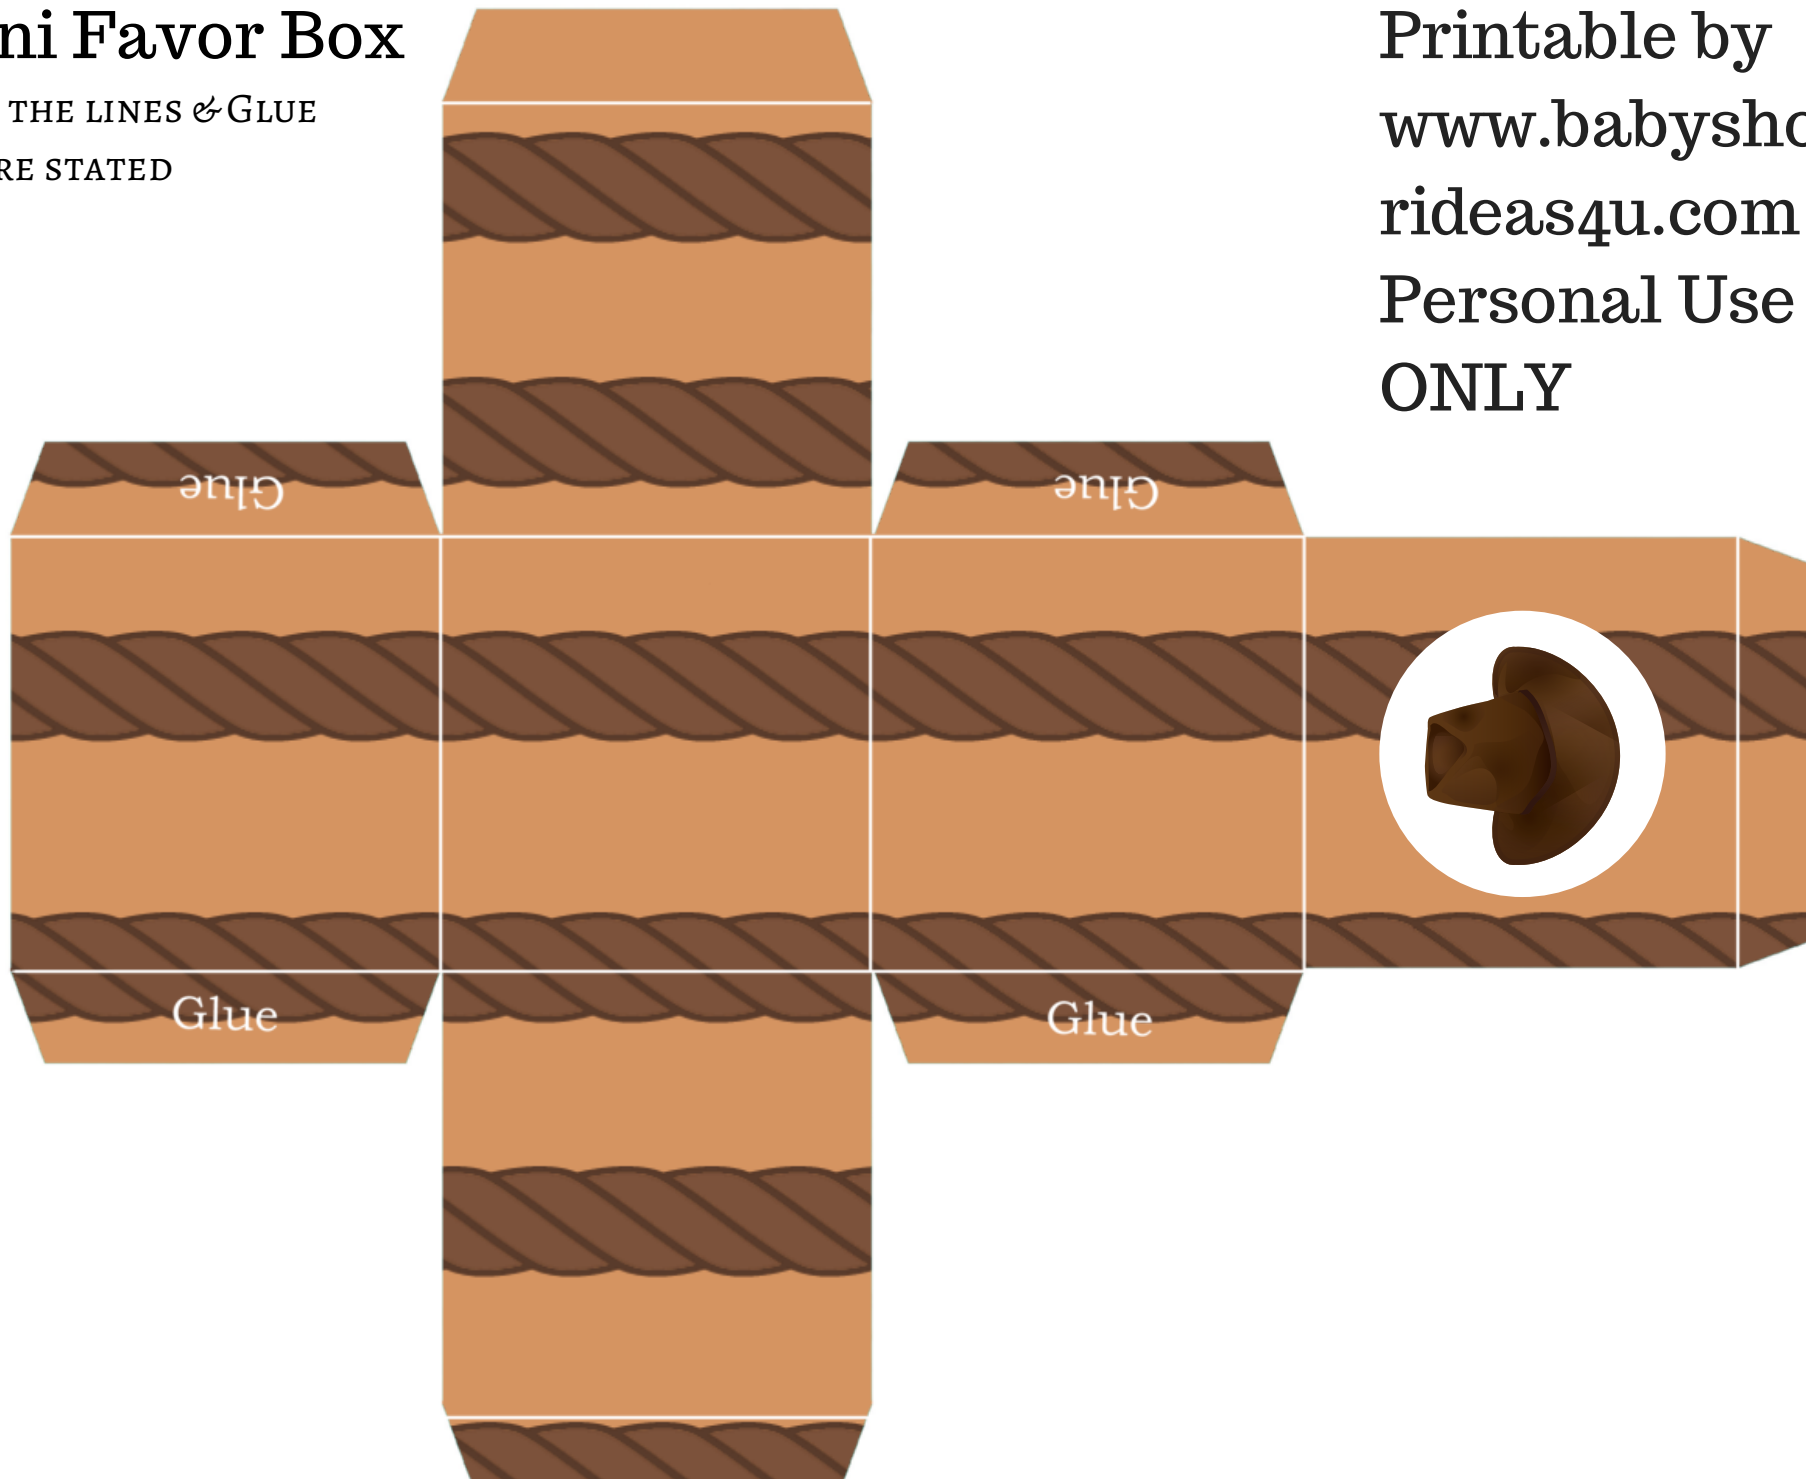 ni Favor Box
THE LINES & GLUE
RE STATED
Printable by
www.babysho
rideas4u.com
Personal Use
ONLY
Glue
Glue
Glue
Glue